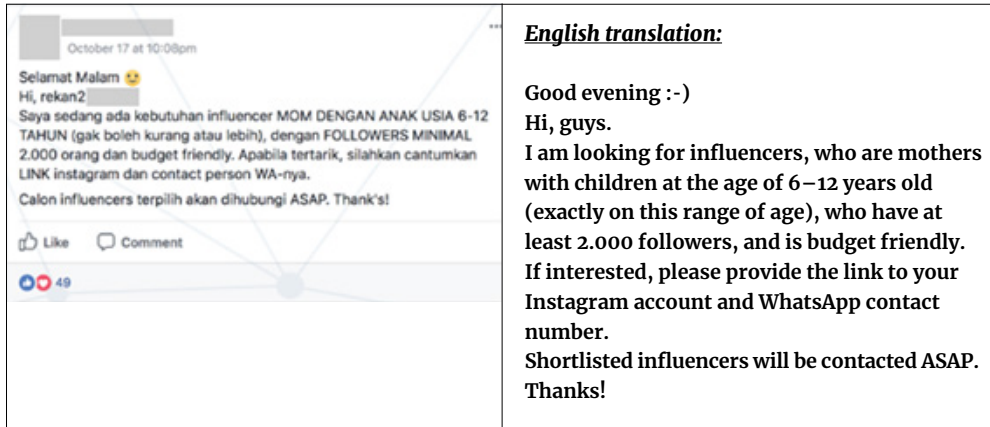 October 17 at 10:08pm
Selamat Malam
Hi, rekan2
Saya sedang ada kebutuhan influencer MOM DENGAN ANAK USIA 6-12
TAHUN (gak boleh kurang atau lebih), dengan FOLLOWERS MINIMAL
2.000 orang dan budget friendly. Apabila tertarik, silahkan cantumkan
LINK instagram dan contact person WA-nya.
Calon influencers terpilih akan dihubungi ASAP. Thank's!
Like Comment
49
English translation:
Good evening :-)
Hi, guys.
I am looking for influencers, who are mothers
with children at the age of 6–12 years old
(exactly on this range of age), who have at
least 2.000 followers, and is budget friendly.
If interested, please provide the link to your
Instagram account and WhatsApp contact
number.
Shortlisted influencers will be contacted ASAP.
Thanks!